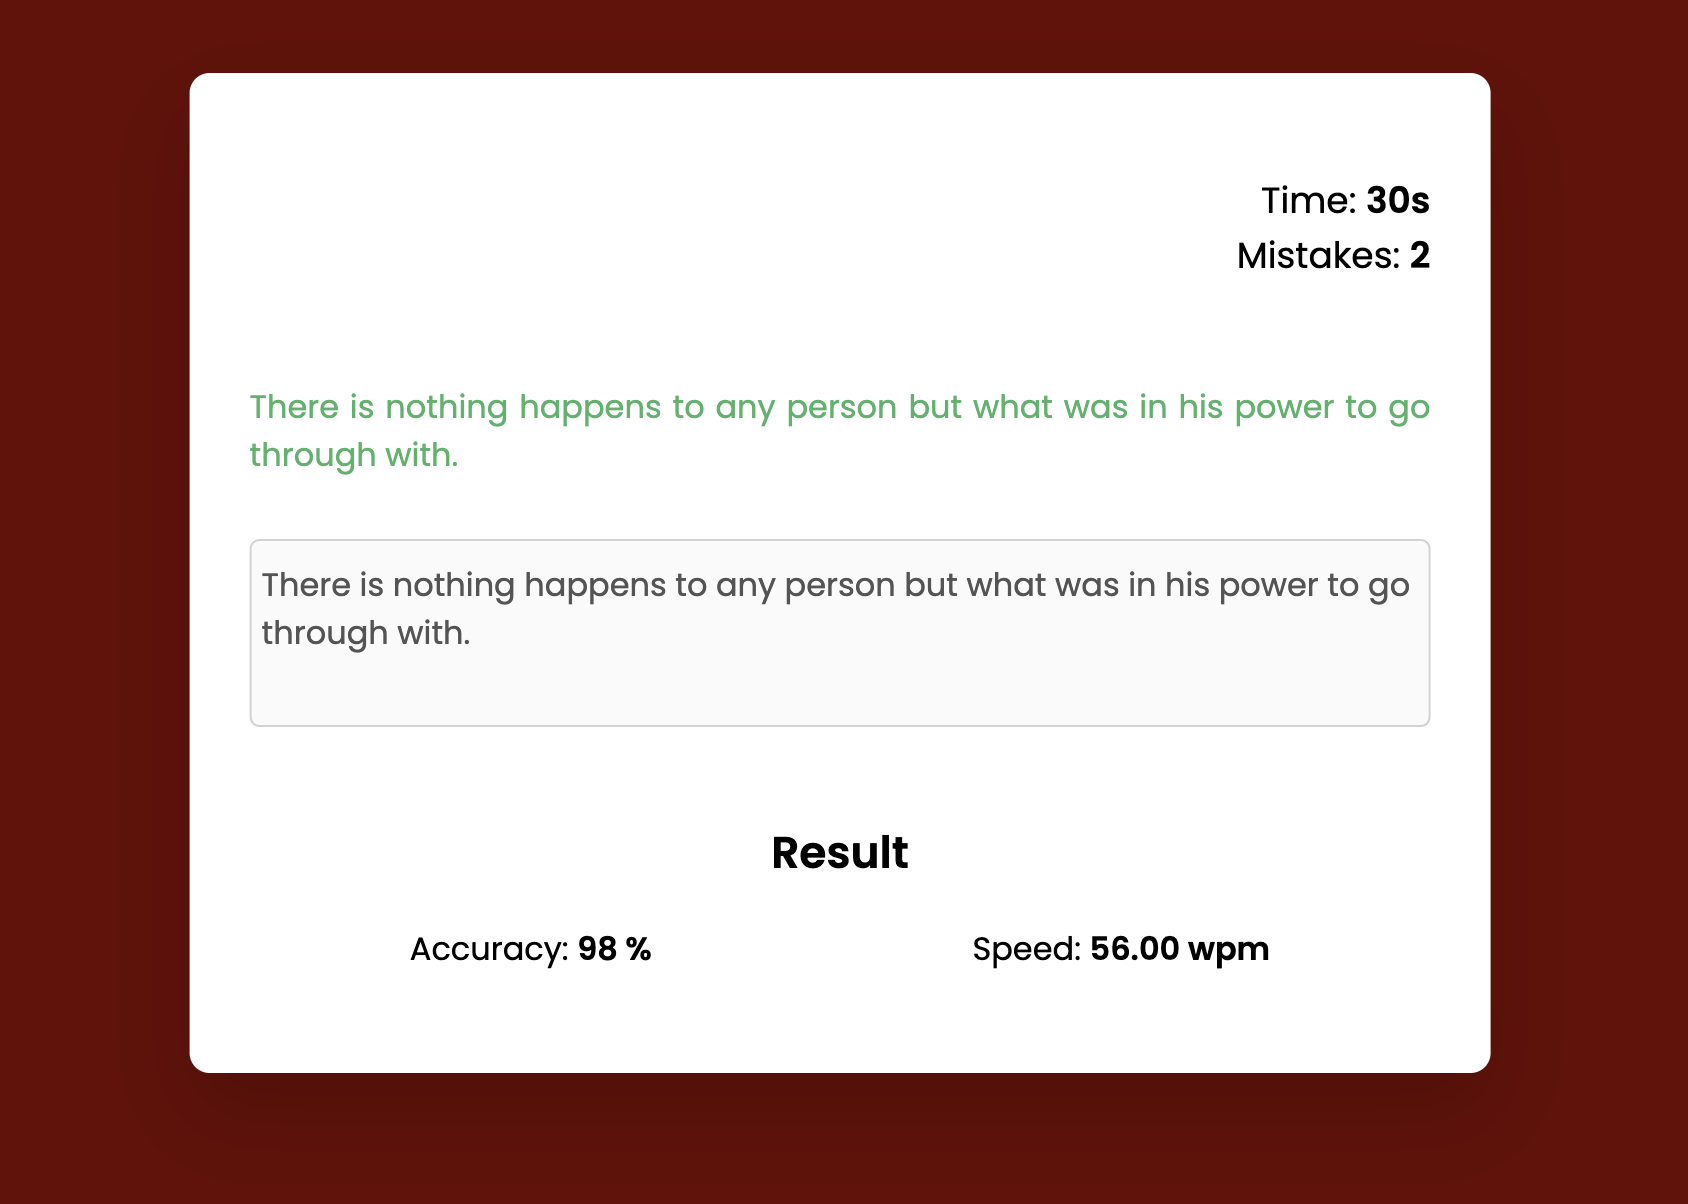 Time: 30s
Mistakes: 2
There is nothing happens to any person but what was in his power to go
through with.
There is nothing happens to any person but what was in his power to go
through with.
Result
Accuracy: 98 %
Speed: 56.00 wpm